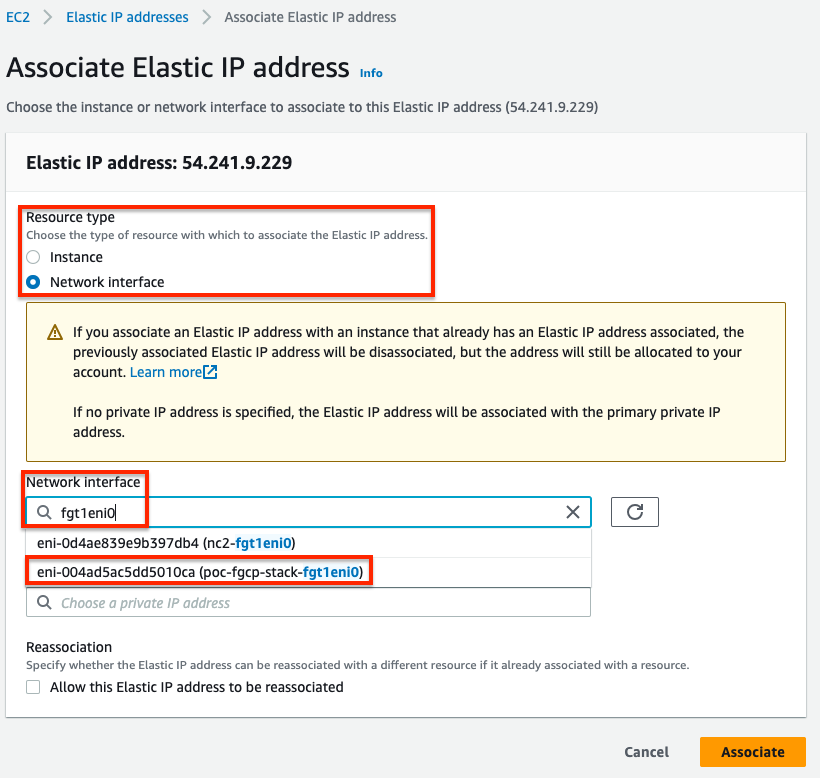 EC2 > Elastic IP addresses > Associate Elastic IP address
Associate Elastic IP address Info
Choose the instance or network interface to associate to this Elastic IP address (54.241.9.229)
Elastic IP address: 54.241.9.229
Resource type
Choose the type of resource with which to associate the Elastic IP address.
Instance
Network interface
If you associate an Elastic IP address with an instance that already has an Elastic IP address associated, the
previously associated Elastic IP address will be disassociated, but the address will still be allocated to your
account. Learn more
If no private IP address is specified, the Elastic IP address will be associated with the primary private IP
address.
Network interface
fgt1eni0
eni-0d4ae839e9b397db4 (nc2-fgt1eni0)
eni-004ad5ac5dd5010ca (poc-fgcp-stack-fgt1eni0)
Choose a private IP address
Reassociation
Specify whether the Elastic IP address can be reassociated with a different resource if it already associated with a resource.
Allow this Elastic IP address to be reassociated
Cancel
Associate